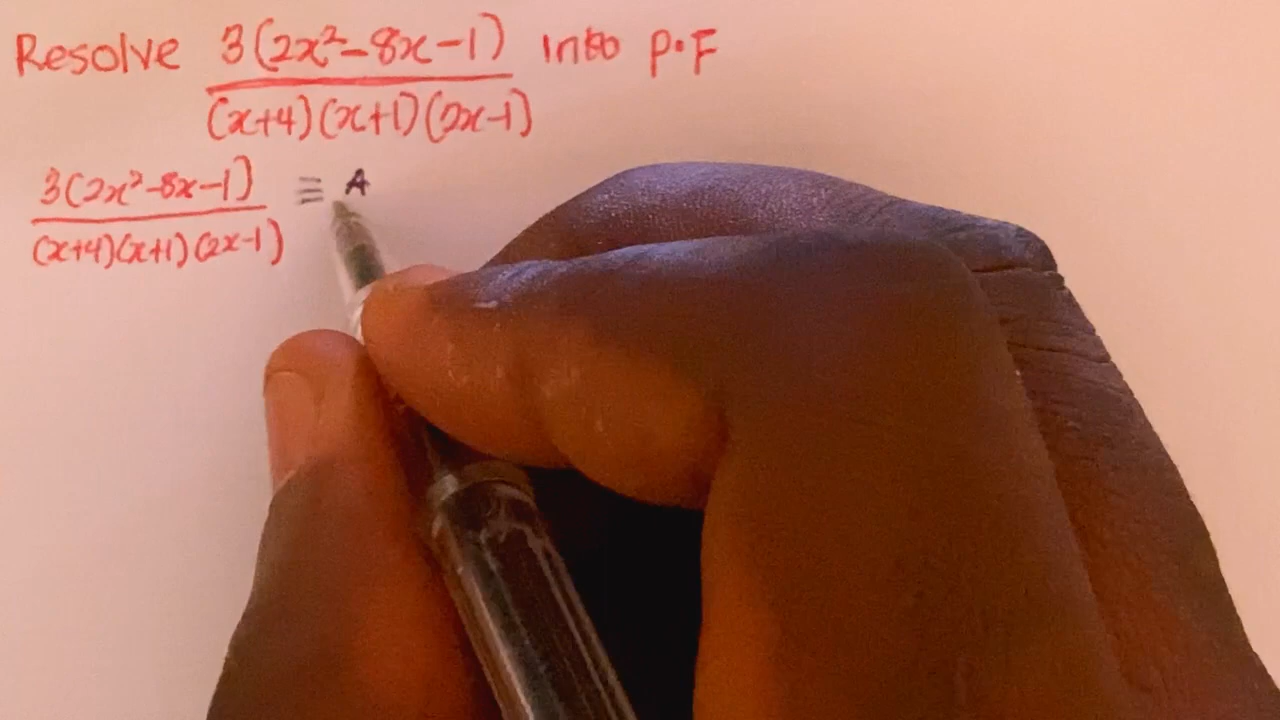 Resolve 3(2x²-8x-1) into P.F
(x+4)(x+1)(2x-1)
3(2x²-8x-1) ≡ A
(x+4)(x+1)(2x-1)